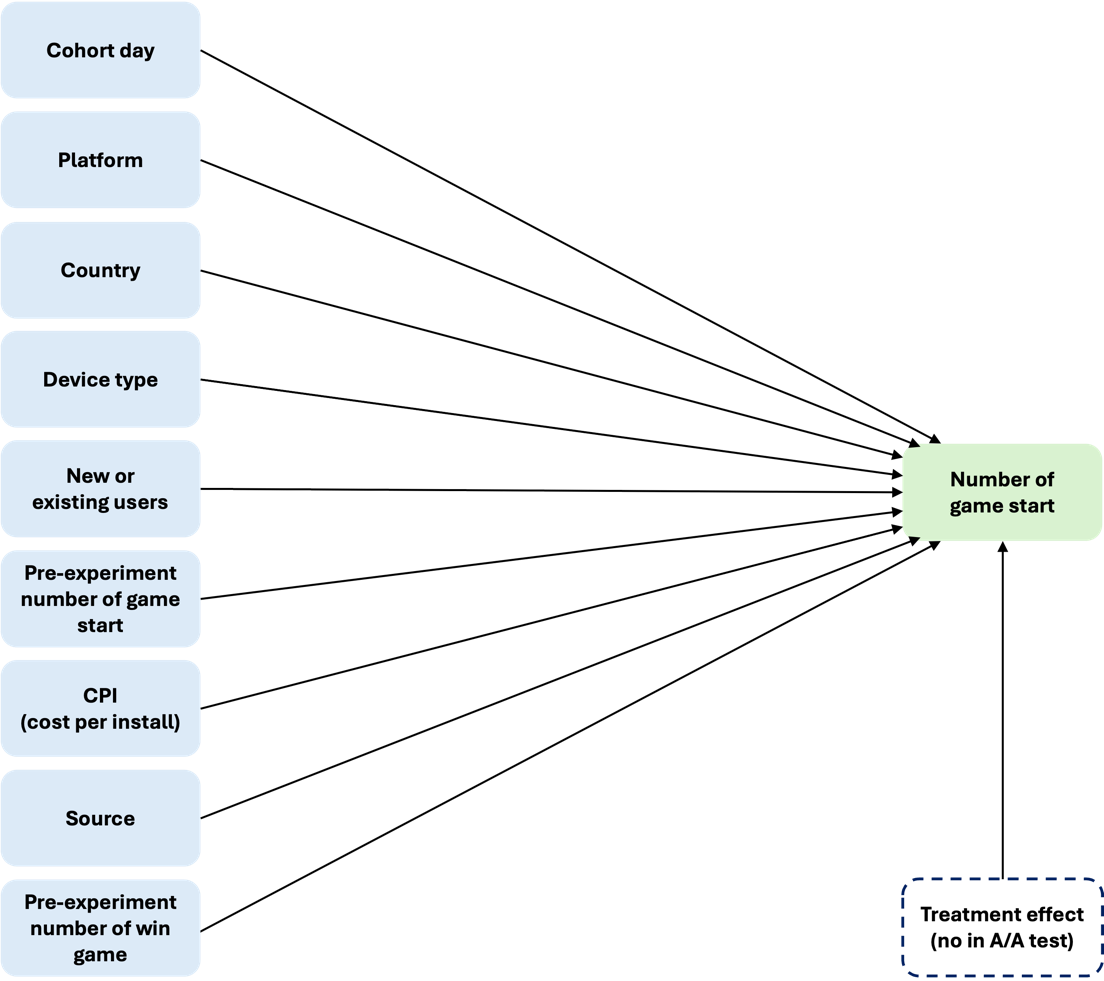 Cohort day
Platform
Country
Device type
New or
existing users
Pre-experiment
number of game
start
CPI
(cost per install)
Source
Pre-experiment
number of win
game
Number of
game start
Treatment effect
(no in A/A test)